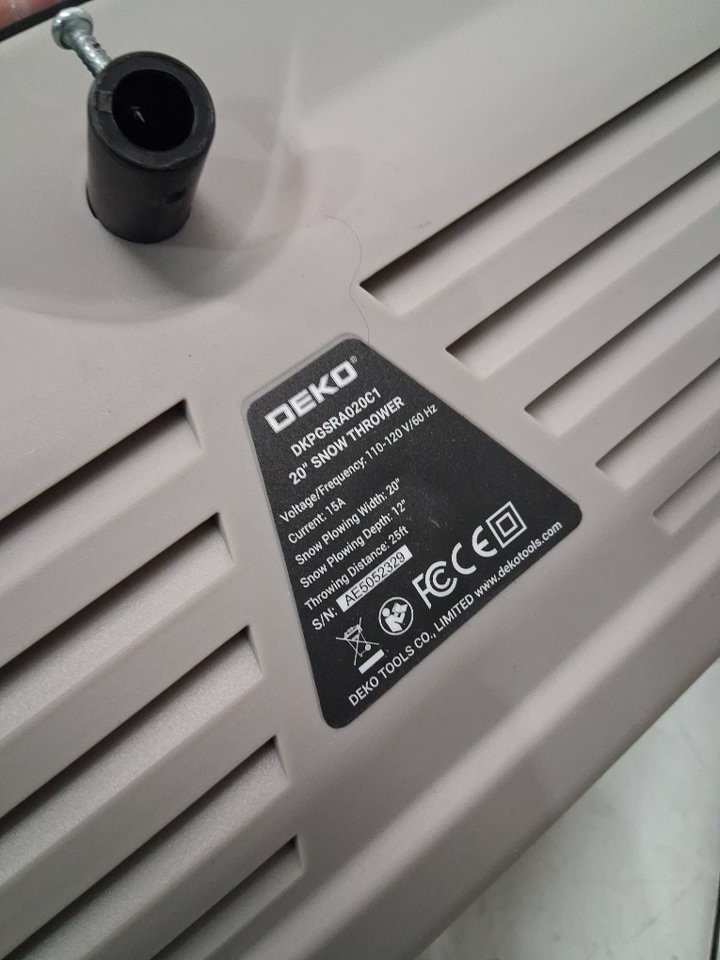 DEKO®
DKPGSRA020C1
20" SNOW THROWER
Voltage/Frequency: 110-120 V/60 Hz
Current: 15A
Snow Plowing Width: 20"
Snow Plowing Depth: 12"
Throwing Distance: 25ft
S/N: AE5052329
FC CE
DEKO TOOLS CO., LIMITED www.dekotools.com